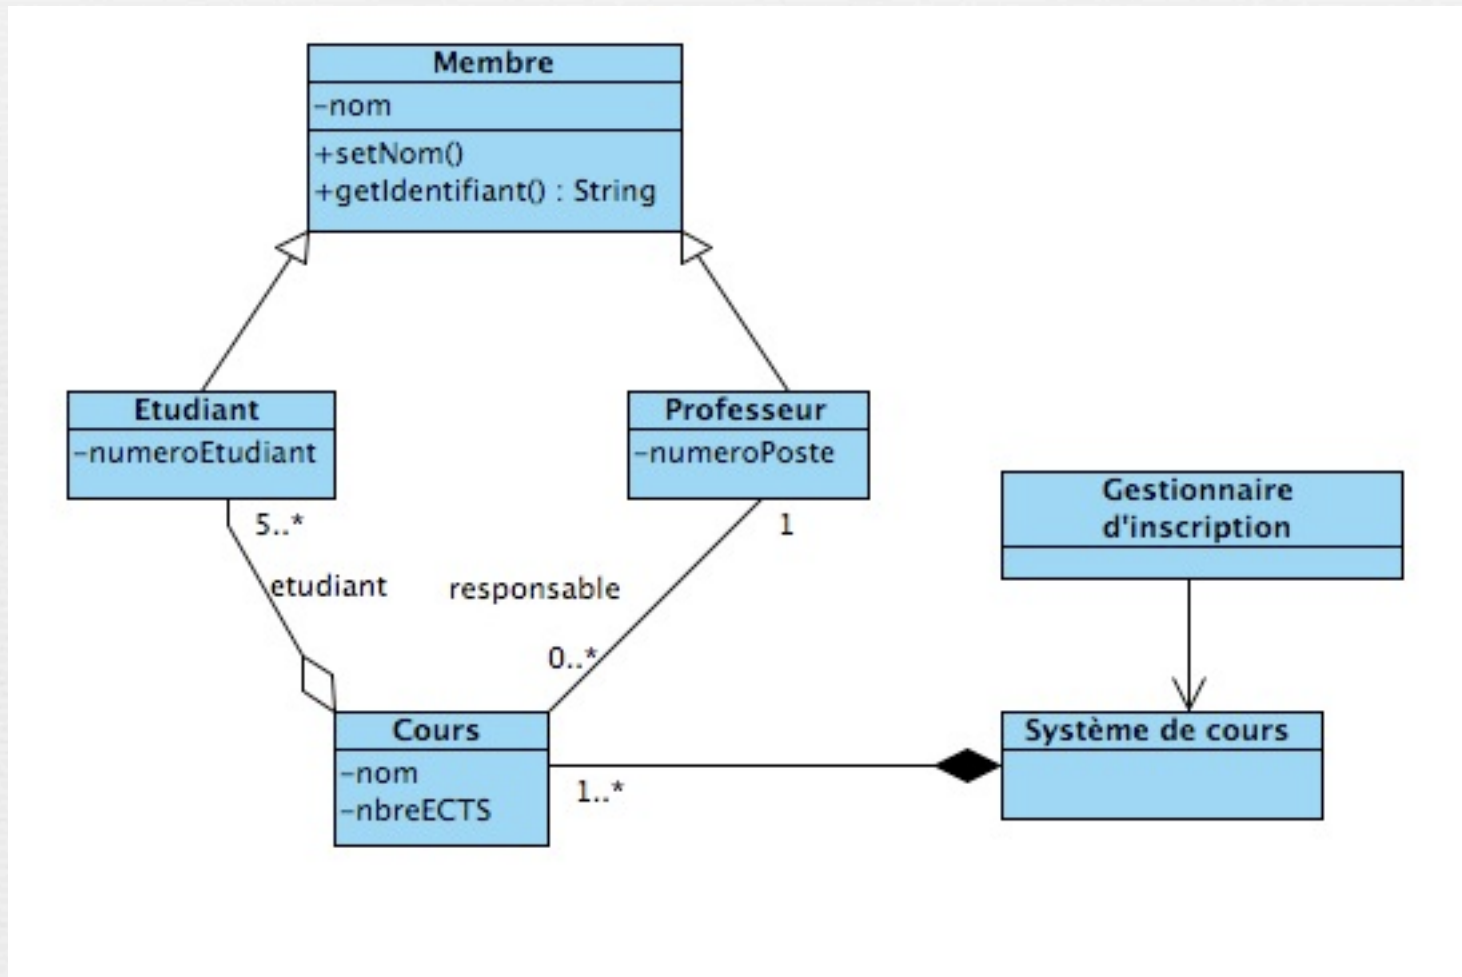 Membre
-nom
+setNom()
+getIdentifiant() : String
Etudiant
-numeroEtudiant
Professeur
-numeroPoste
Gestionnaire
d'inscription
5..*
1
etudiant
responsable
0..*
Cours
-nom
-nbreECTS
1..*
Système de cours